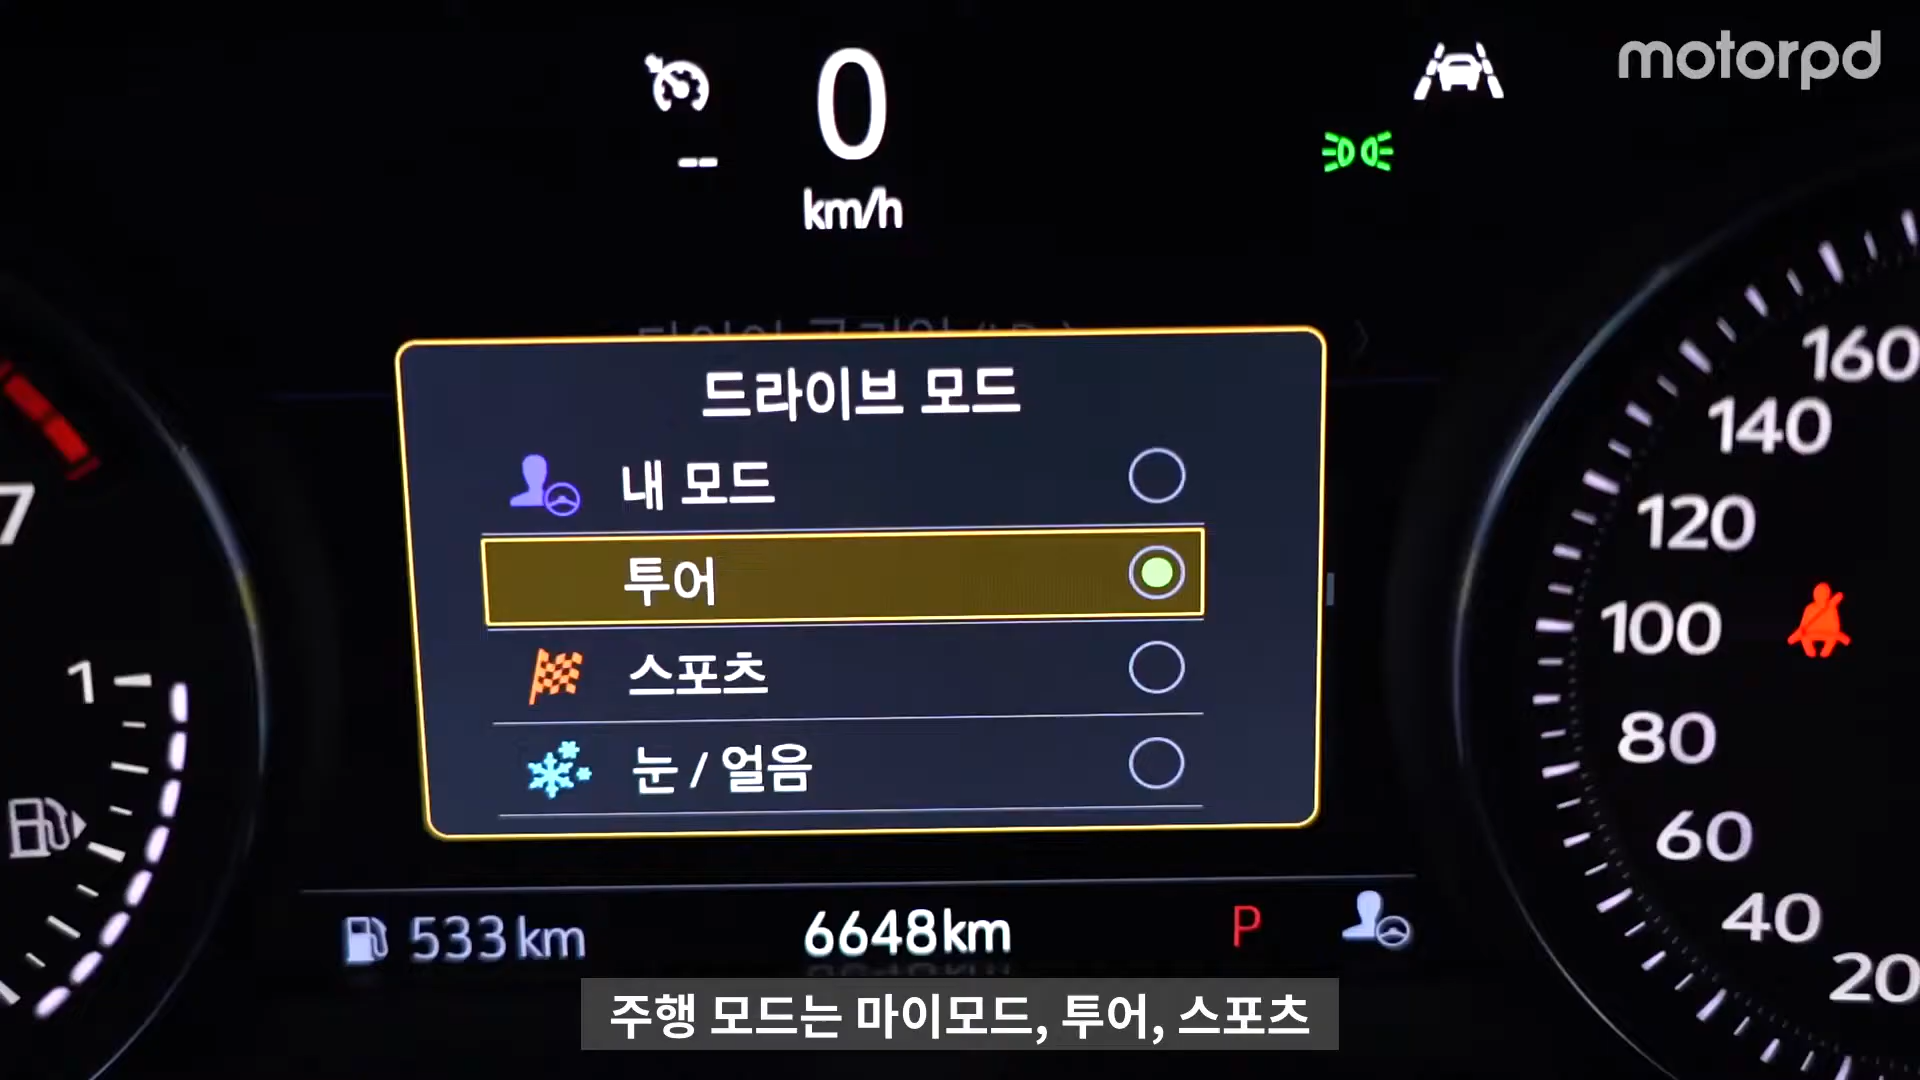 motorpd
0
--
km/h
드라이브 모드
내 모드
투어
스포츠
눈 / 얼음
7
1
160
140
120
100
80
60
40
20
533 km
6648km
P
주행 모드는 마이모드, 투어, 스포츠